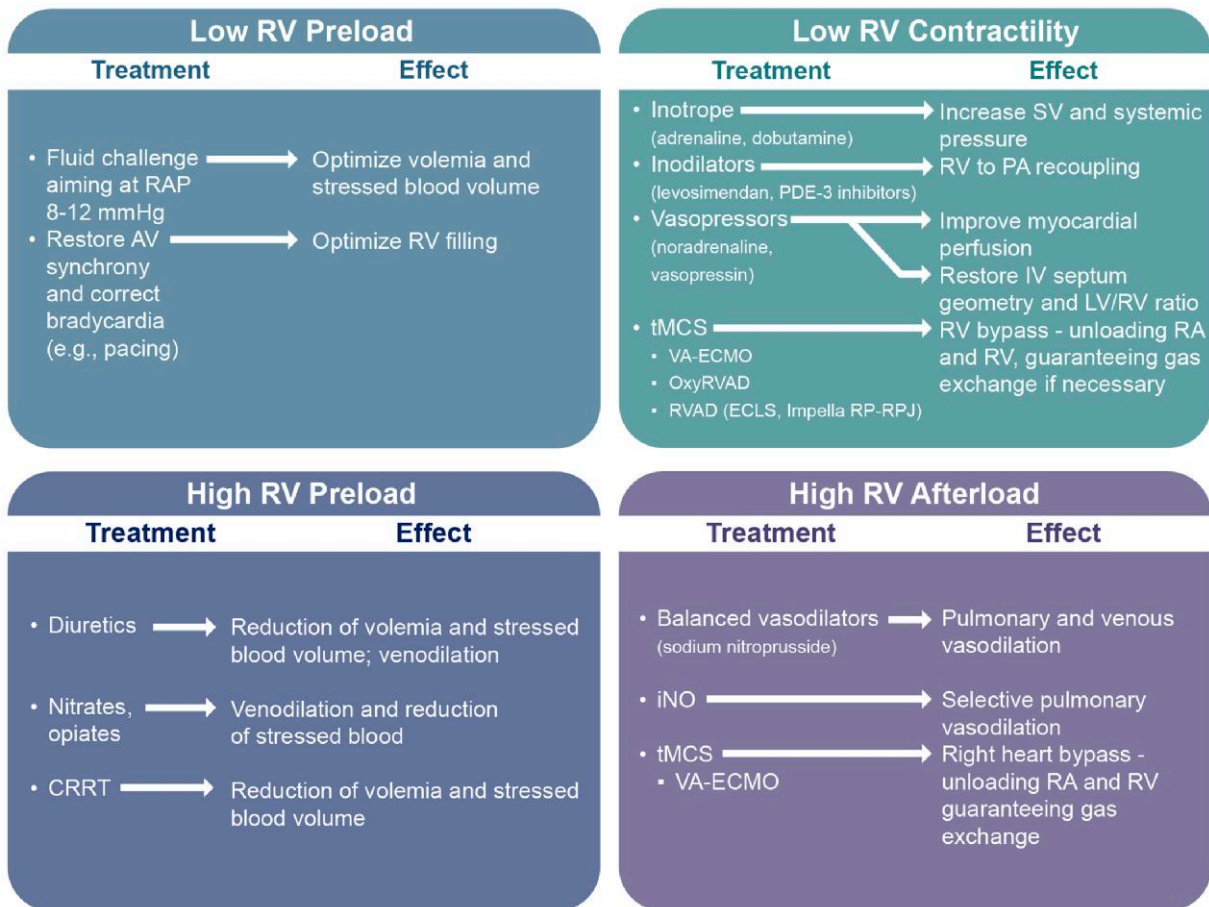 Low RV Preload
Treatment Effect
• Fluid challenge
aiming at RAP
8-12 mmHg
Optimize volemia and
stressed blood volume
• Restore AV
synchrony
and correct
bradycardia
(e.g., pacing)
Optimize RV filling
Low RV Contractility
Treatment Effect
• Inotrope
(adrenaline, dobutamine)
Increase SV and systemic
pressure
• Inodilators
(levosimendan, PDE-3 inhibitors)
RV to PA recoupling
• Vasopressors
(noradrenaline,
vasopressin)
Improve myocardial
perfusion
Restore IV septum
geometry and LV/RV ratio
• tMCS
▪ VA-ECMO
▪ OxyRVAD
▪ RVAD (ECLS, Impella RP-RPJ)
RV bypass - unloading RA
and RV, guaranteeing gas
exchange if necessary
High RV Preload
Treatment Effect
• Diuretics
Reduction of volemia and stressed
blood volume; venodilation
• Nitrates,
opiates
Venodilation and reduction
of stressed blood
• CRRT
Reduction of volemia and stressed
blood volume
High RV Afterload
Treatment Effect
• Balanced vasodilators
(sodium nitroprusside)
Pulmonary and venous
vasodilation
• iNO
Selective pulmonary
vasodilation
• tMCS
▪ VA-ECMO
Right heart bypass -
unloading RA and RV
guaranteeing gas
exchange